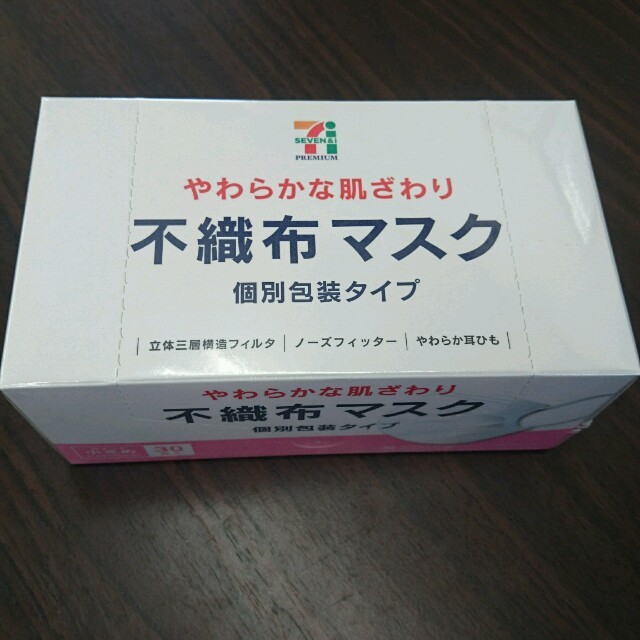 SEVEN&i
PREMIUM
やわらかな肌ざわり
不織布マスク
個別包装タイプ
立体三層構造フィルタ ノーズフィッター やわらか耳ひも
やわらかな肌ざわり
不織布マスク
個別包装タイプ
小さめ 30